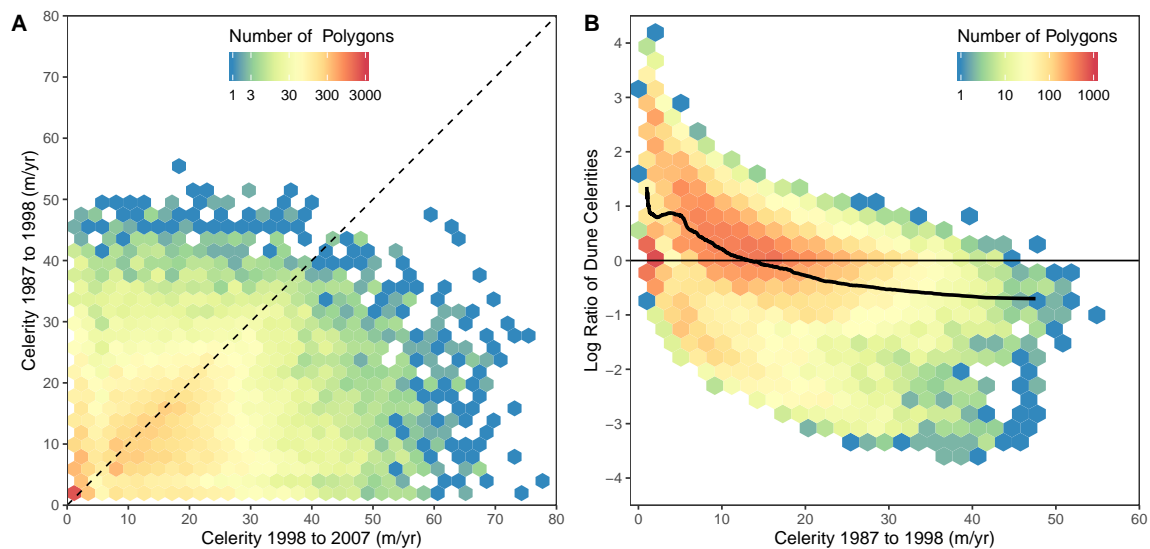 A
Number of  Polygons
1 3 30 300 3000
80
70
60
50
40
30
20
10
0
Celerity 1987 to 1998 (m/yr)
0 10 20 30 40 50 60 70 80
Celerity 1998 to 2007 (m/yr)
B
Number of Polygons
1 10 100 1000
4
3
2
1
0
−1
−2
−3
−4
Log Ratio of Dune Celerities
0 10 20 30 40 50 60
Celerity 1987 to 1998 (m/yr)